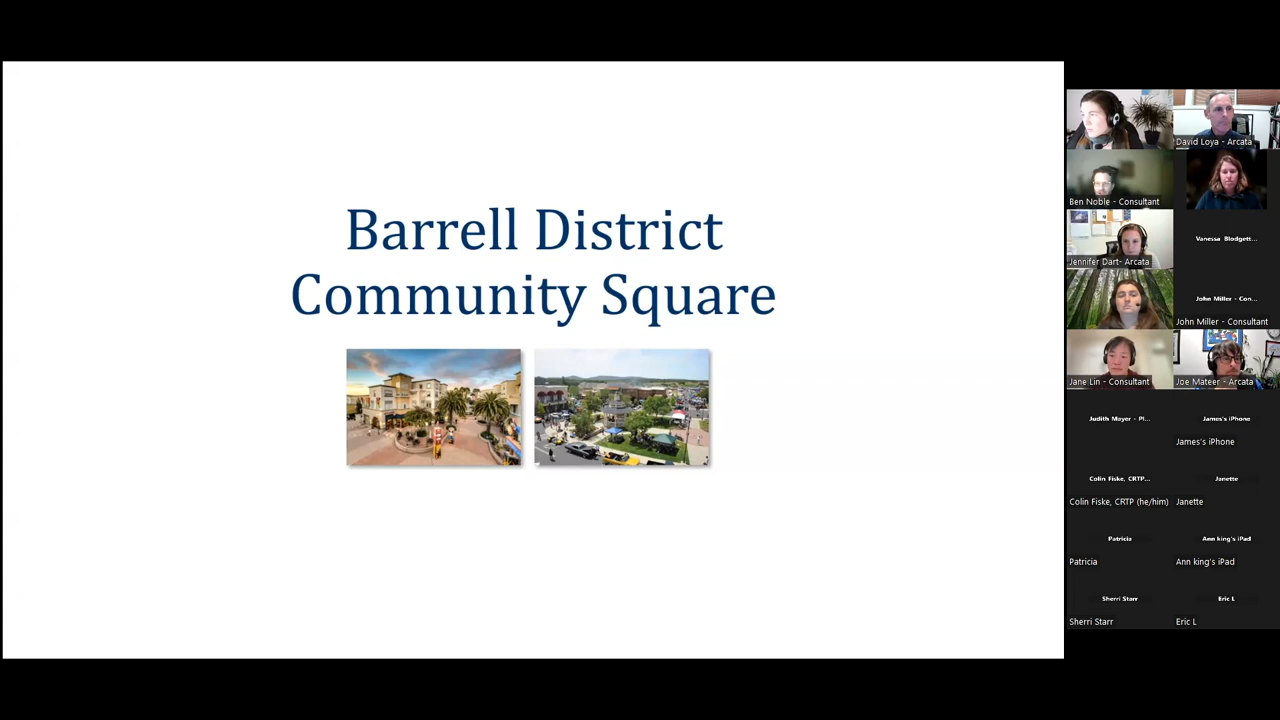 Barrell District
Community Square
David Loya - Arcata
Ben Noble - Consultant
Vanessa Blodgett...
Jennifer Dart- Arcata
John Miller - Con...
John Miller - Consultant
Jane Lin - Consultant
Joe Mateer - Arcata
Judith Mayer - Pl...
James's iPhone
James's iPhone
Colin Fiske, CRTP...
Janette
Colin Fiske, CRTP (he/him)
Janette
Patricia
Ann king's iPad
Patricia
Ann king's iPad
Sherri Starr
Eric L
Sherri Starr
Eric L